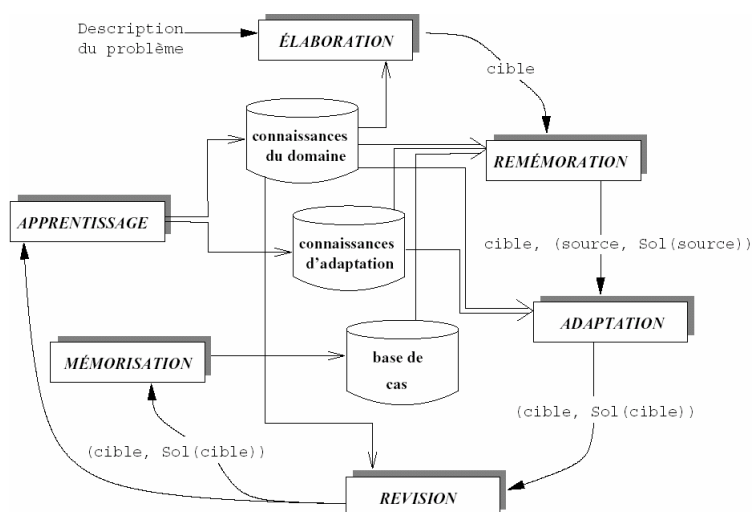 Description
du problème
ÉLABORATION
cible
connaissances
du domaine
REMÉMORATION
APPRENTISSAGE
connaissances
d'adaptation
cible, (source, Sol(source))
ADAPTATION
MÉMORISATION
base de
cas
(cible, Sol(cible))
(cible, Sol(cible))
REVISION